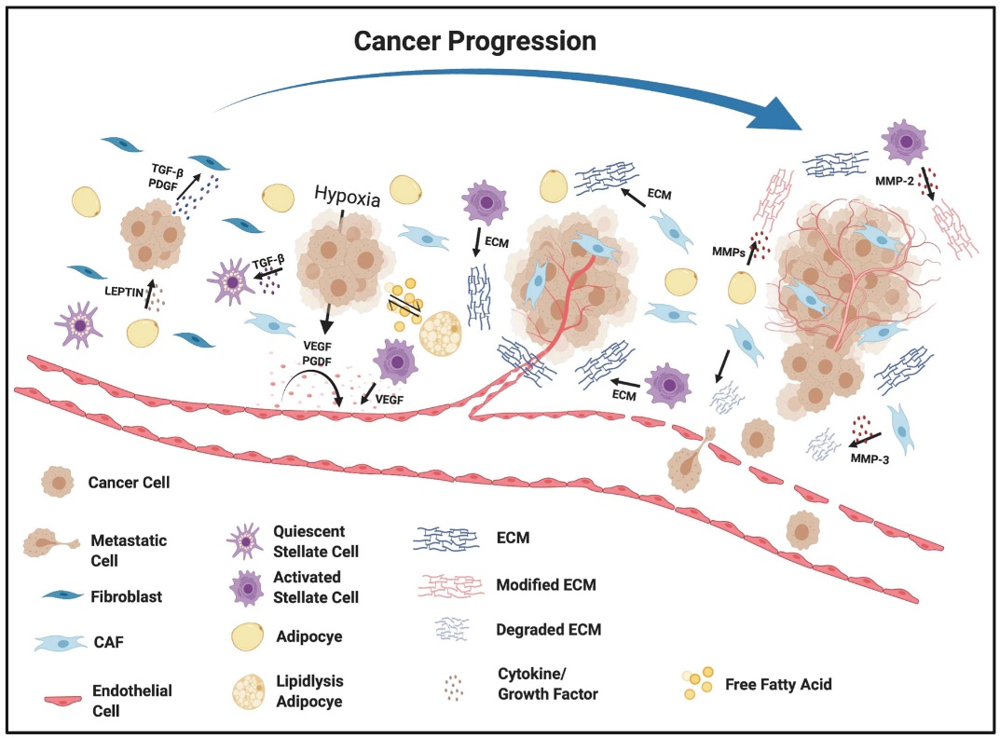 Cancer Progression
TGF-β
PDGF
LEPTIN
TGF-β
Hypoxia
VEGF
PGDF
VEGF
ECM
ECM
ECM
MMPs
MMP-2
MMP-3
Cancer Cell
Metastatic
Cell
Fibroblast
CAF
Endothelial
Cell
Quiescent
Stellate Cell
Activated
Stellate Cell
Adipocye
Lipidlysis
Adipocye
ECM
Modified ECM
Degraded ECM
Cytokine/
Growth Factor
Free Fatty Acid